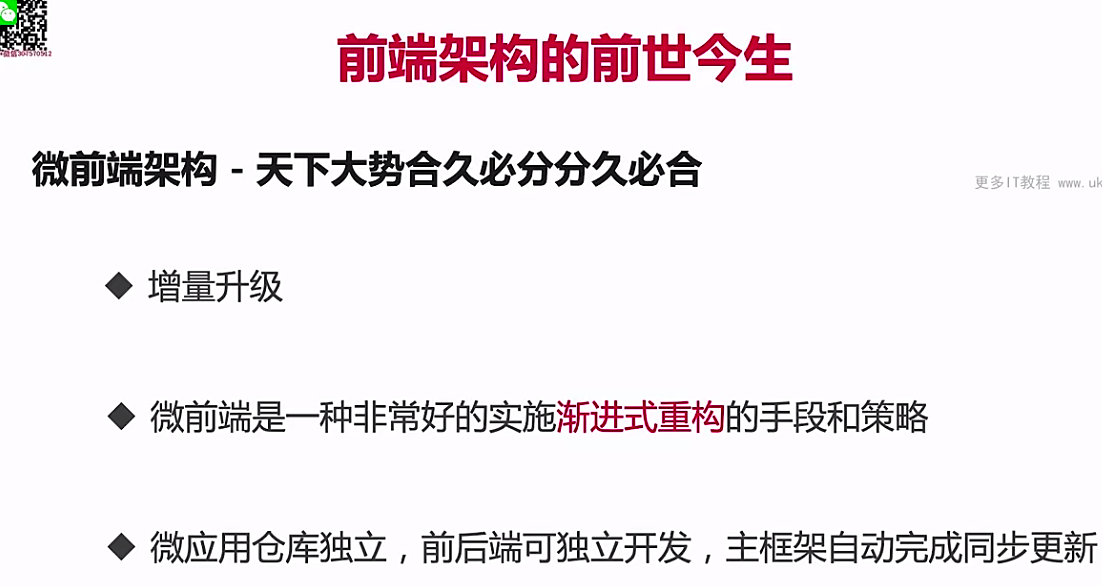 前端架构的前世今生
微前端架构 - 天下大势合久必分分久必合
更多IT教程 www.uk
◆ 增量升级
◆ 微前端是一种非常好的实施渐进式重构的手段和策略
◆ 微应用仓库独立，前后端可独立开发，主框架自动完成同步更新